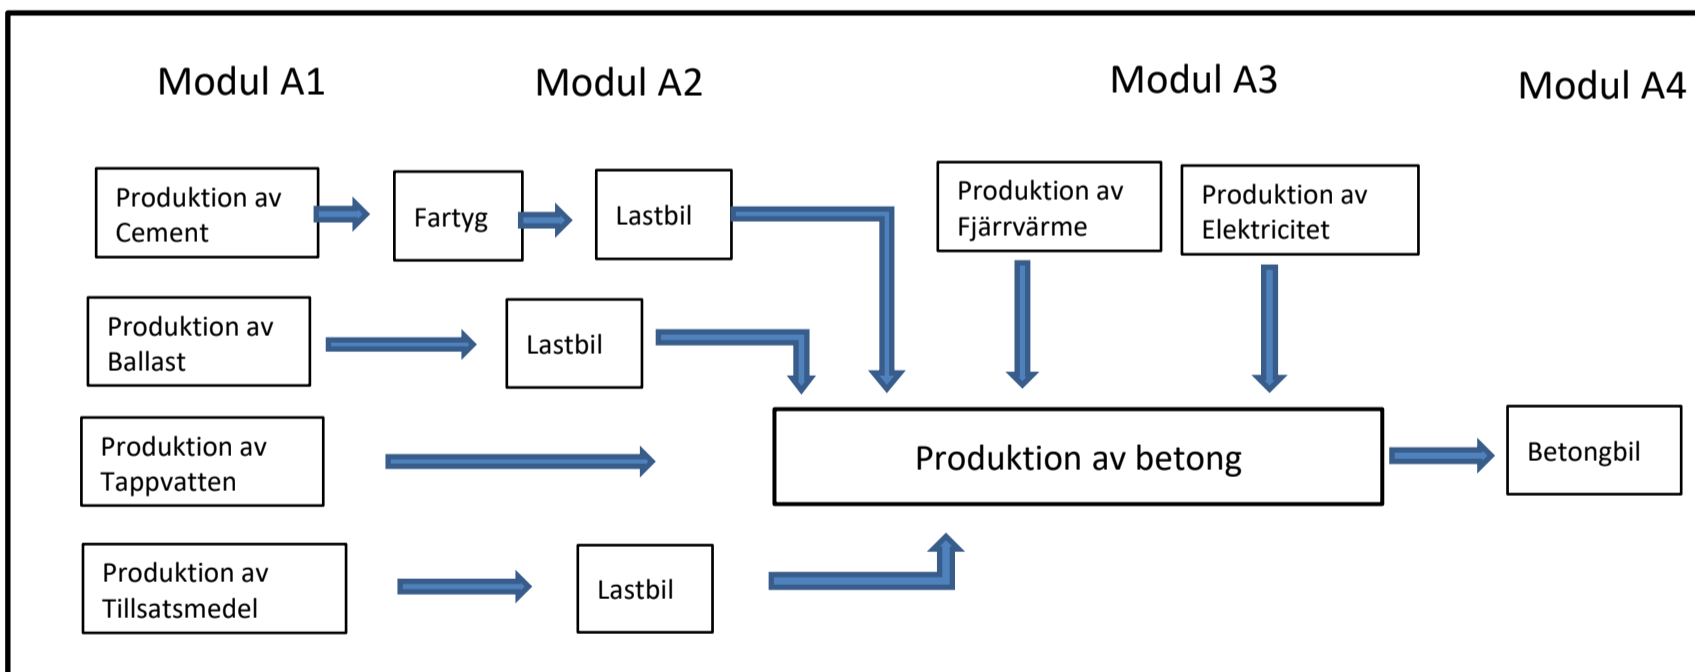 Modul A1
Modul A2
Modul A3
Modul A4
Produktion av
Cement
Fartyg
Lastbil
Produktion av
Fjärrvärme
Produktion av
Elektricitet
Produktion av
Ballast
Lastbil
Produktion av
Tappvatten
Produktion av betong
Betongbil
Produktion av
Tillsatsmedel
Lastbil